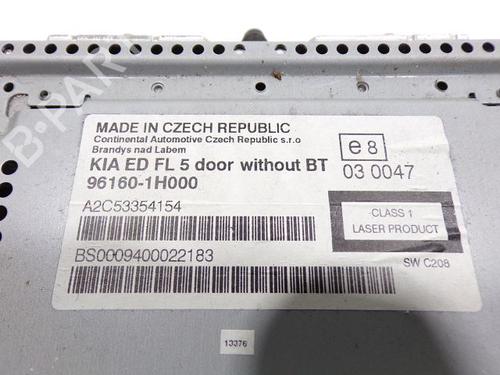 MADE IN CZECH REPUBLIC
Continental Automotive Czech Republic s.r.o
Brandys nad Labem
KIA ED FL 5 door without BT
96160-1H000
e8
03 0047
A2C53354154
CLASS 1
LASER PRODUCT
BS0009400022183
SW C208
13376
B-PARTS